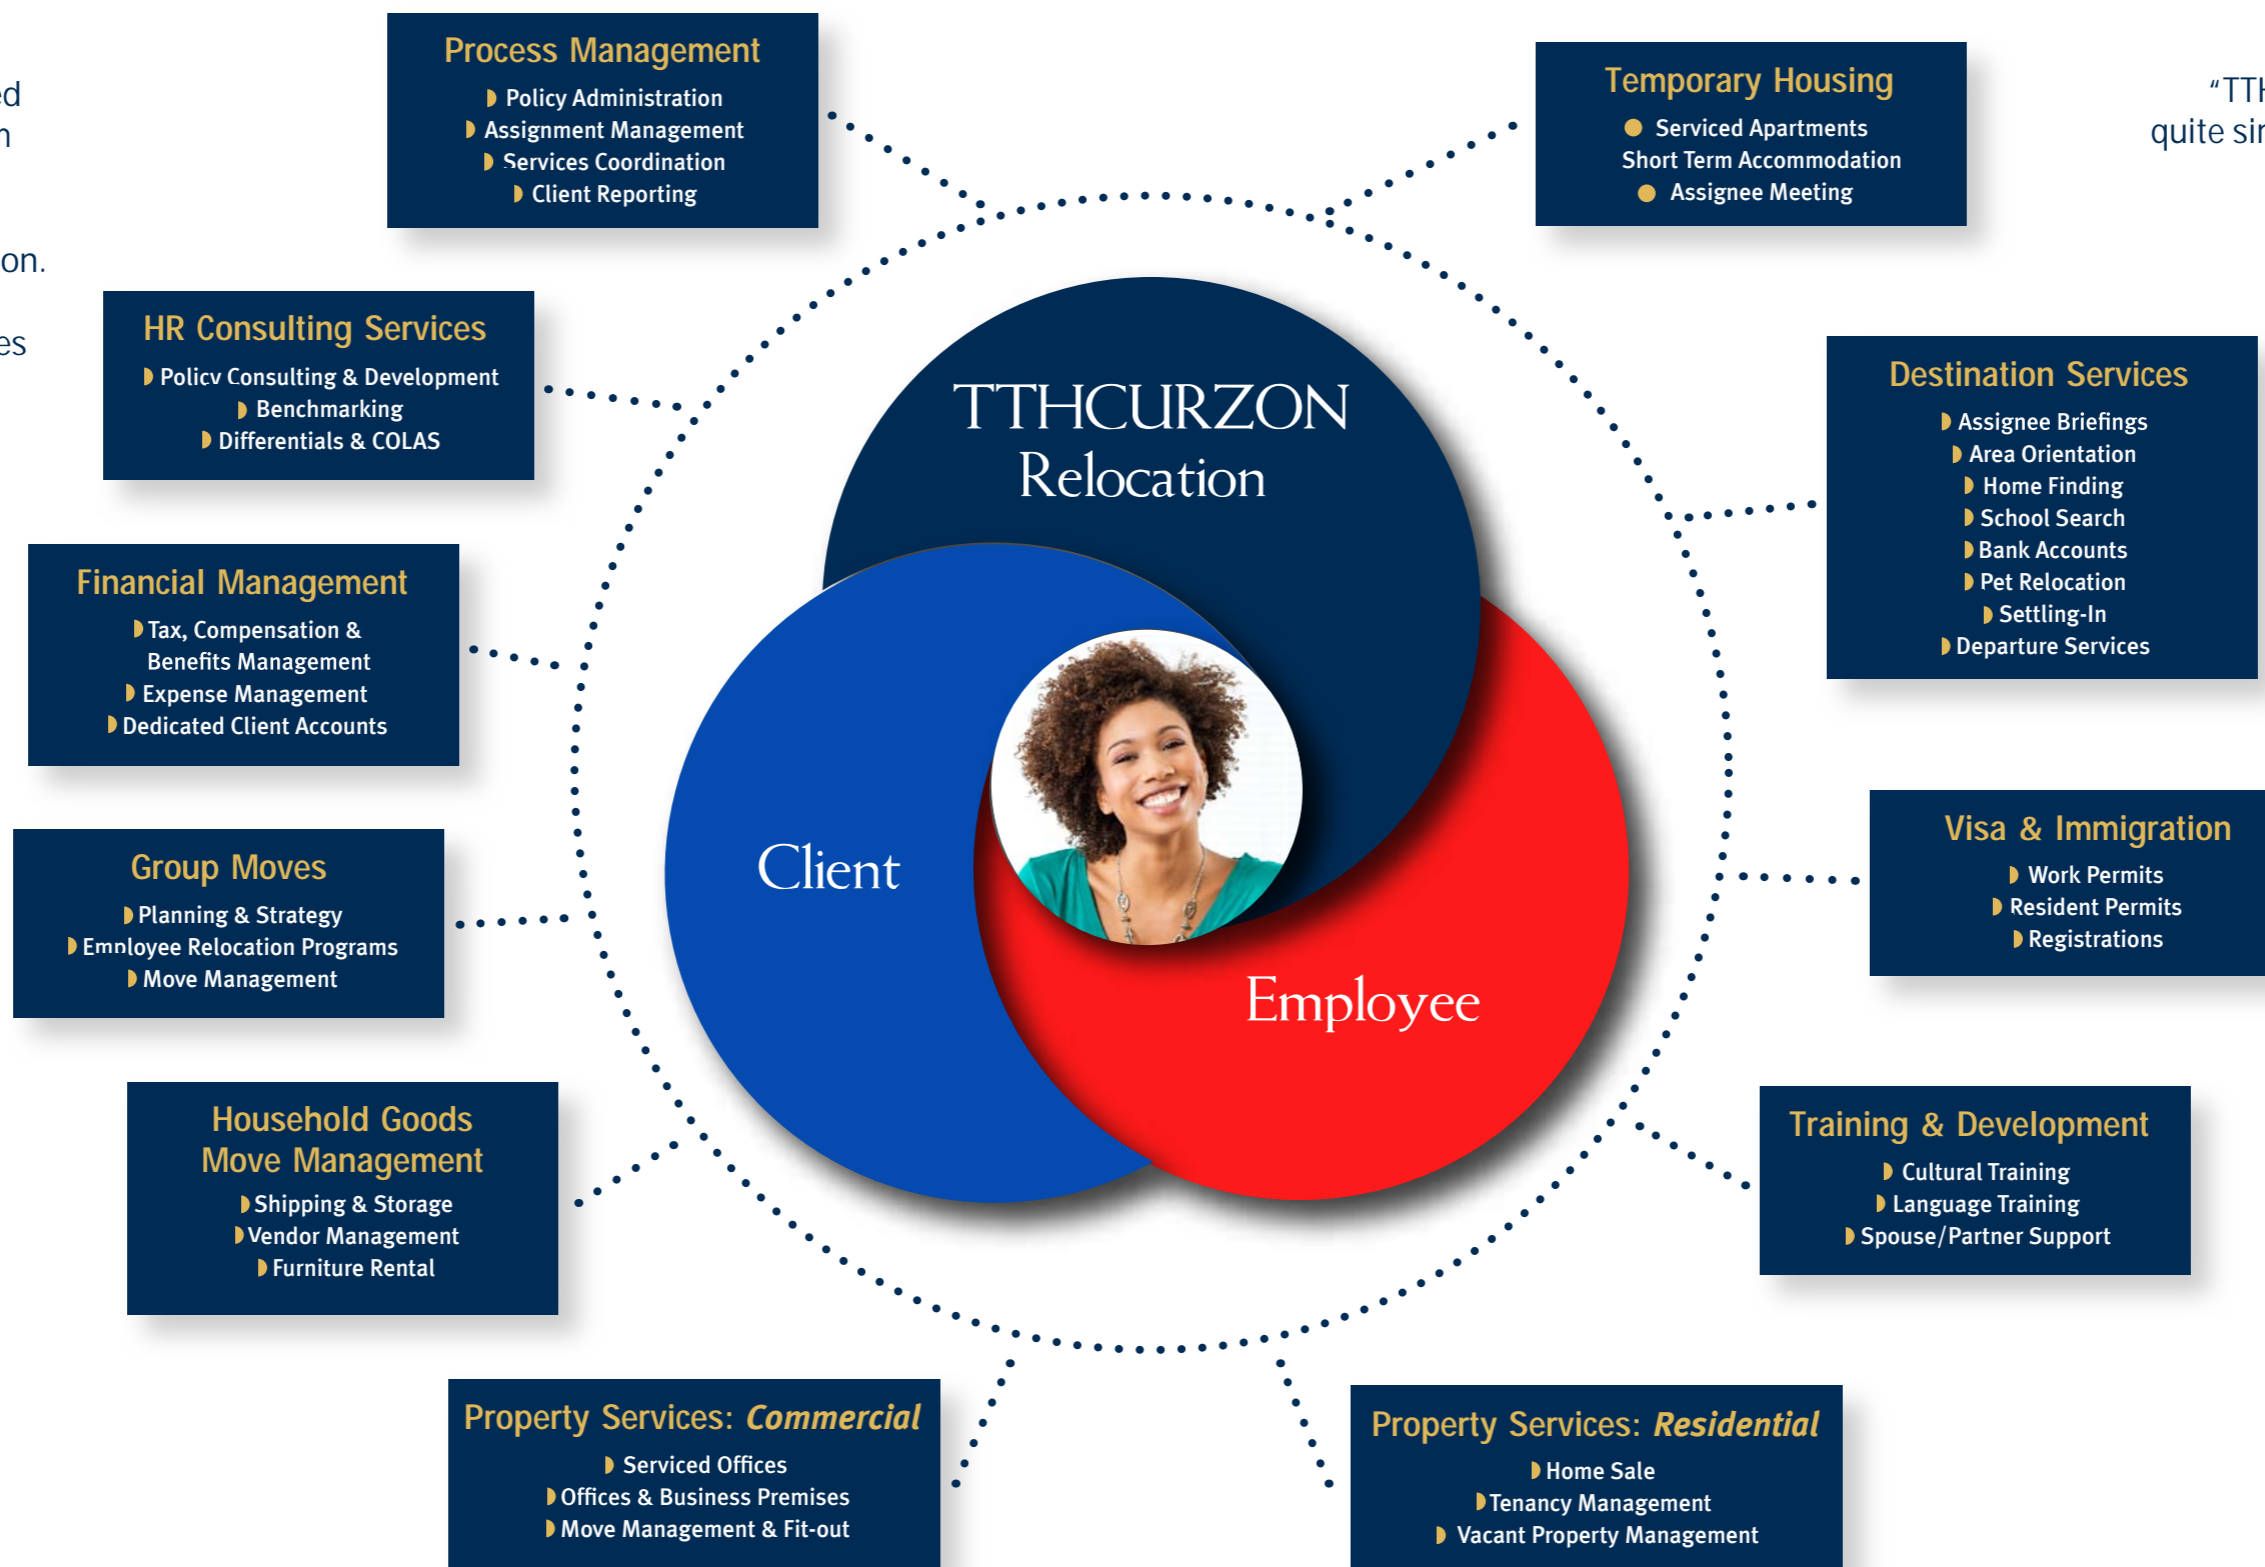 Process Management
Policy Administration
Assignment Management
Services Coordination
Client Reporting
Temporary Housing
Serviced Apartments
Short Term Accommodation
Assignee Meeting
"TTH
quite
on.
HR Consulting Services
Policy Consulting & Development
Benchmarking
Differentials & COLAS
TTHCURZON
Relocation
Destination Services
Assignee Briefings
Area Orientation
Home Finding
School Search
Bank Accounts
Pet Relocation
Settling-In
Departure Services
Financial Management
Tax, Compensation &
Benefits Management
Expense Management
Dedicated Client Accounts
Group Moves
Planning & Strategy
Employee Relocation Programs
Move Management
Client
Employee
Visa & Immigration
Work Permits
Resident Permits
Registrations
Household Goods
Move Management
Shipping & Storage
Vendor Management
Furniture Rental
Training & Development
Cultural Training
Language Training
Spouse/Partner Support
Property Services: Commercial
Serviced Offices
Offices & Business Premises
Move Management & Fit-out
Property Services: Residential
Home Sale
Tenancy Management
Vacant Property Management